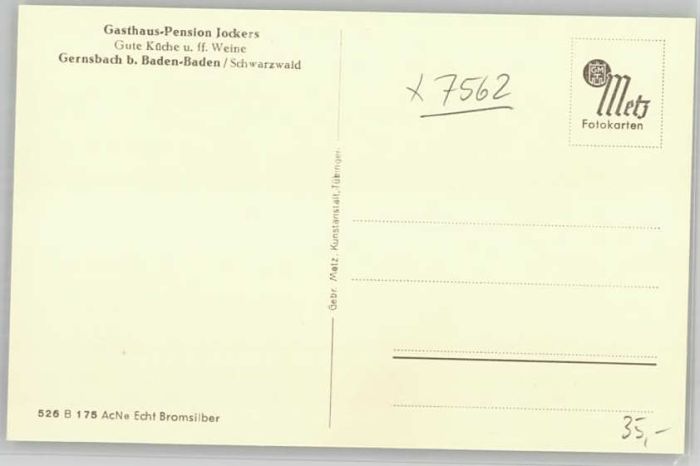 Gasthaus-Pension Jockers
Gute Küche u. ff. Weine
Gernsbach b. Baden-Baden / Schwarzwald
x 7562
GMT
Metz
Fotokarten
Gebr. Metz, Kunstanstalt, Tübingen
526 B 175 AcNe Echt Bromsilber
35,-